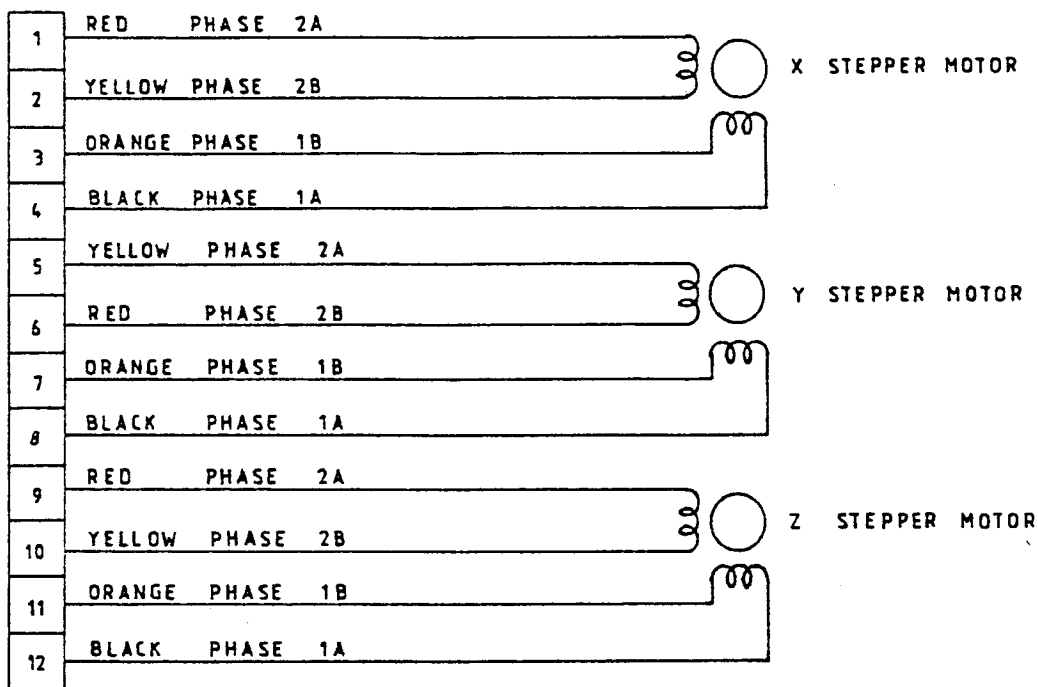 1 RED PHASE 2A
X STEPPER MOTOR
2 YELLOW PHASE 2B
3 ORANGE PHASE 1B
4 BLACK PHASE 1A
5 YELLOW PHASE 2A
Y STEPPER MOTOR
6 RED PHASE 2B
7 ORANGE PHASE 1B
8 BLACK PHASE 1A
9 RED PHASE 2A
Z STEPPER MOTOR
10 YELLOW PHASE 2B
11 ORANGE PHASE 1B
12 BLACK PHASE 1A